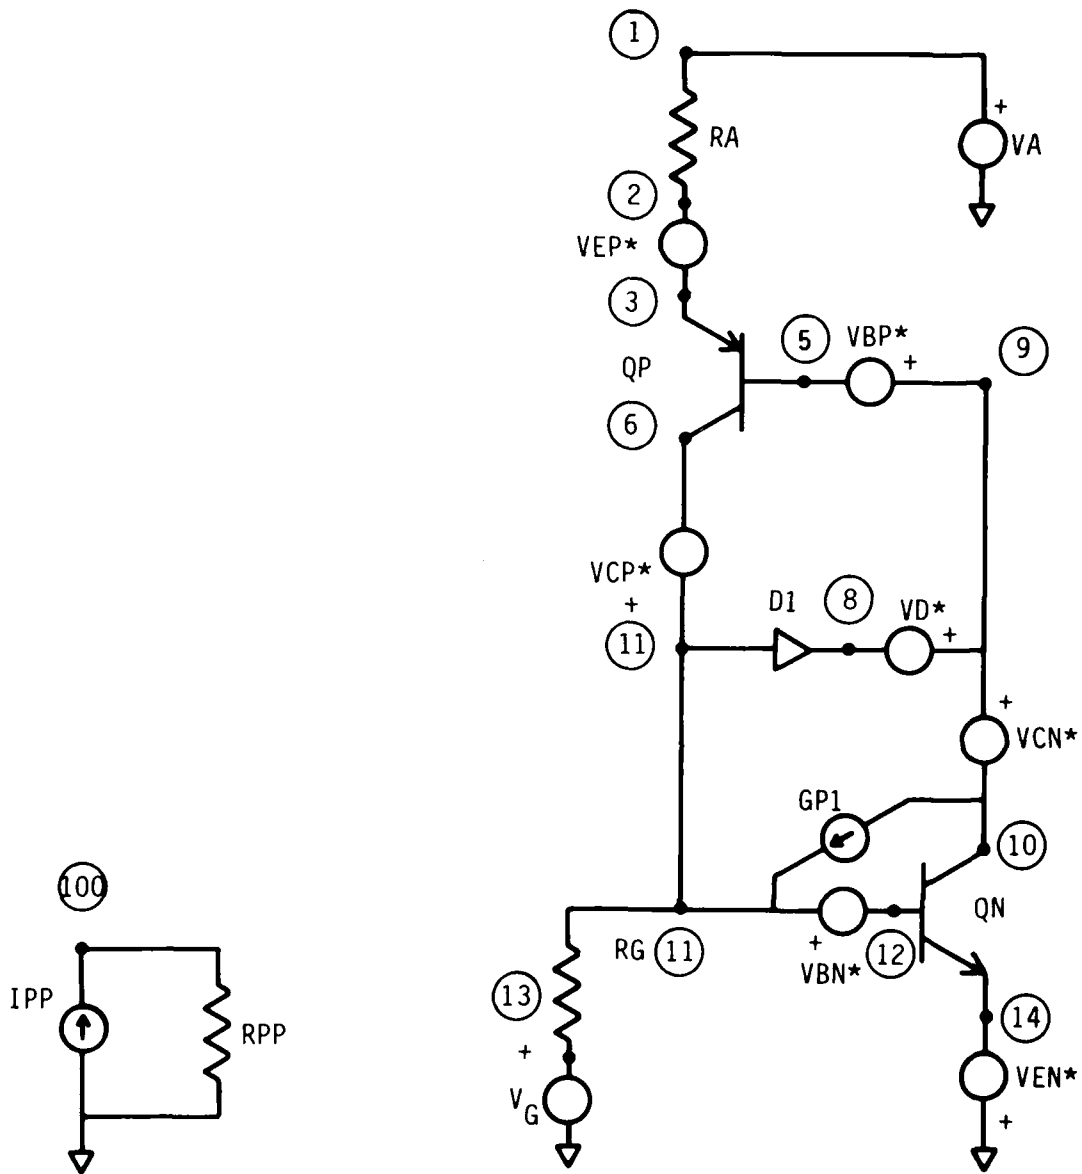 1
+
RA
VA
2
VEP*
3
5
VBP*
+
9
QP
6
VCP*
+
D1
8
VD*
+
11
+
VCN*
GP1
10
100
QN
RG
11
+
VBN*
12
13
IPP
RPP
+
14
VG
VEN*
+